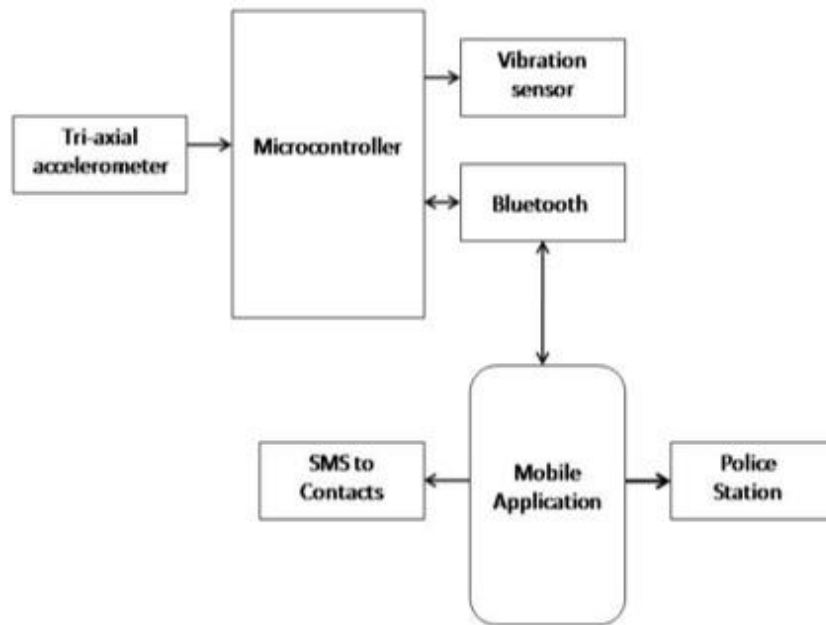 Vibration
sensor
Tri-axial
accelerometer
Microcontroller
Bluetooth
SMS to
Contacts
Mobile
Application
Police
Station